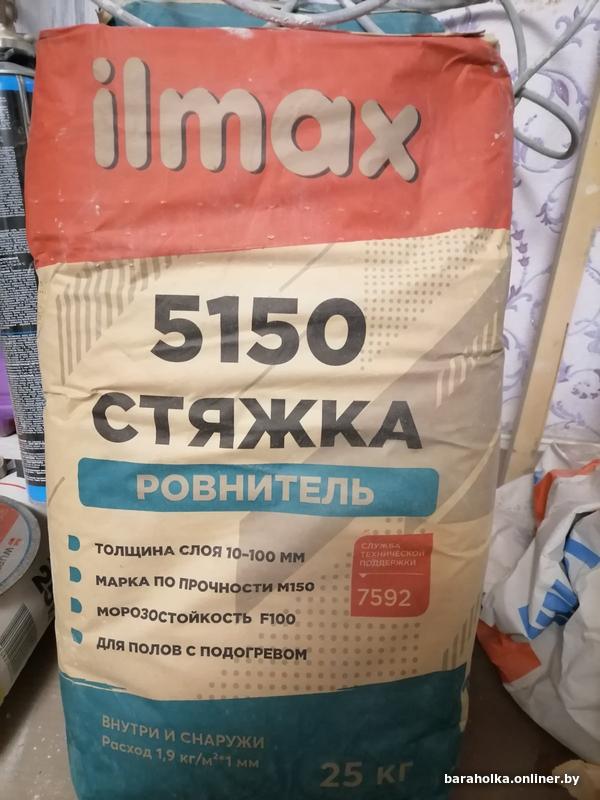 ilmax
5150
СТЯЖКА
РОВНИТЕЛЬ
ТОЛЩИНА СЛОЯ 10-100 ММ
МАРКА ПО ПРОЧНОСТИ М150
МОРОЗОСТОЙКОСТЬ F100
ДЛЯ ПОЛОВ С ПОДОГРЕВОМ
СЛУЖБА
ТЕХНИЧЕСКОЙ
ПОДДЕРЖКИ
7592
ВНУТРИ И СНАРУЖИ
Расход 1,9 кг/м²*1 мм
25 кг
baraholka.onliner.by